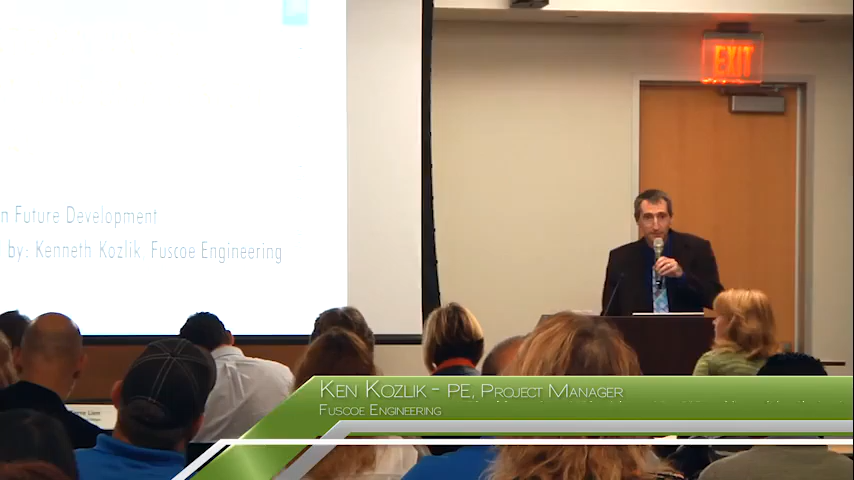 EXIT
n Future Development
by: Kenneth Kozlik, Fuscoe Engineering
Ken Kozlik - PE, Project Manager
Fuscoe Engineering